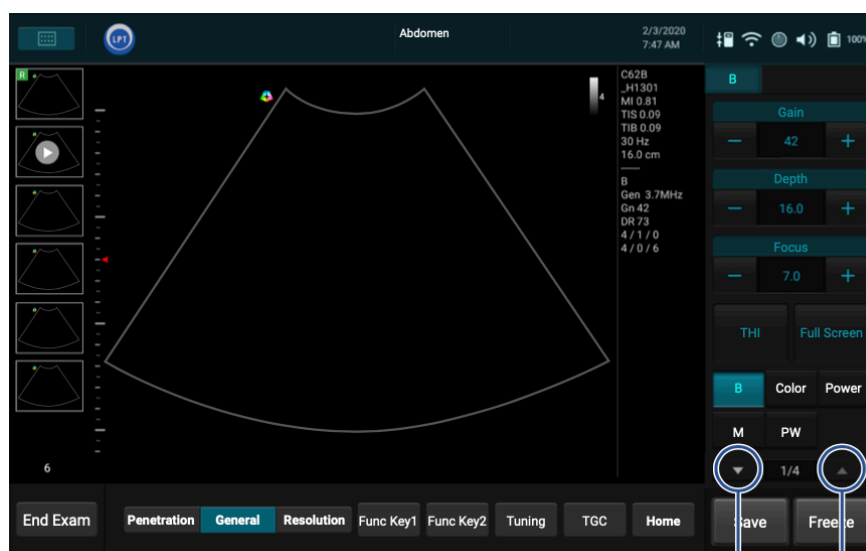 LPT
Abdomen
2/3/2020
7:47 AM
100%
R
4
C62B
_H1301
MI 0.81
TIS 0.09
TIB 0.09
30 Hz
16.0 cm
B
Gen 3.7MHz
Gn 42
DR 73
4 / 1 / 0
4 / 0 / 6
6
B
Gain
— 42 +
Depth
— 16.0 +
Focus
— 7.0 +
THI Full Screen
B Color Power
M PW
1/4
End Exam Penetration General Resolution Func Key1 Func Key2 Tuning TGC Home Save Freeze